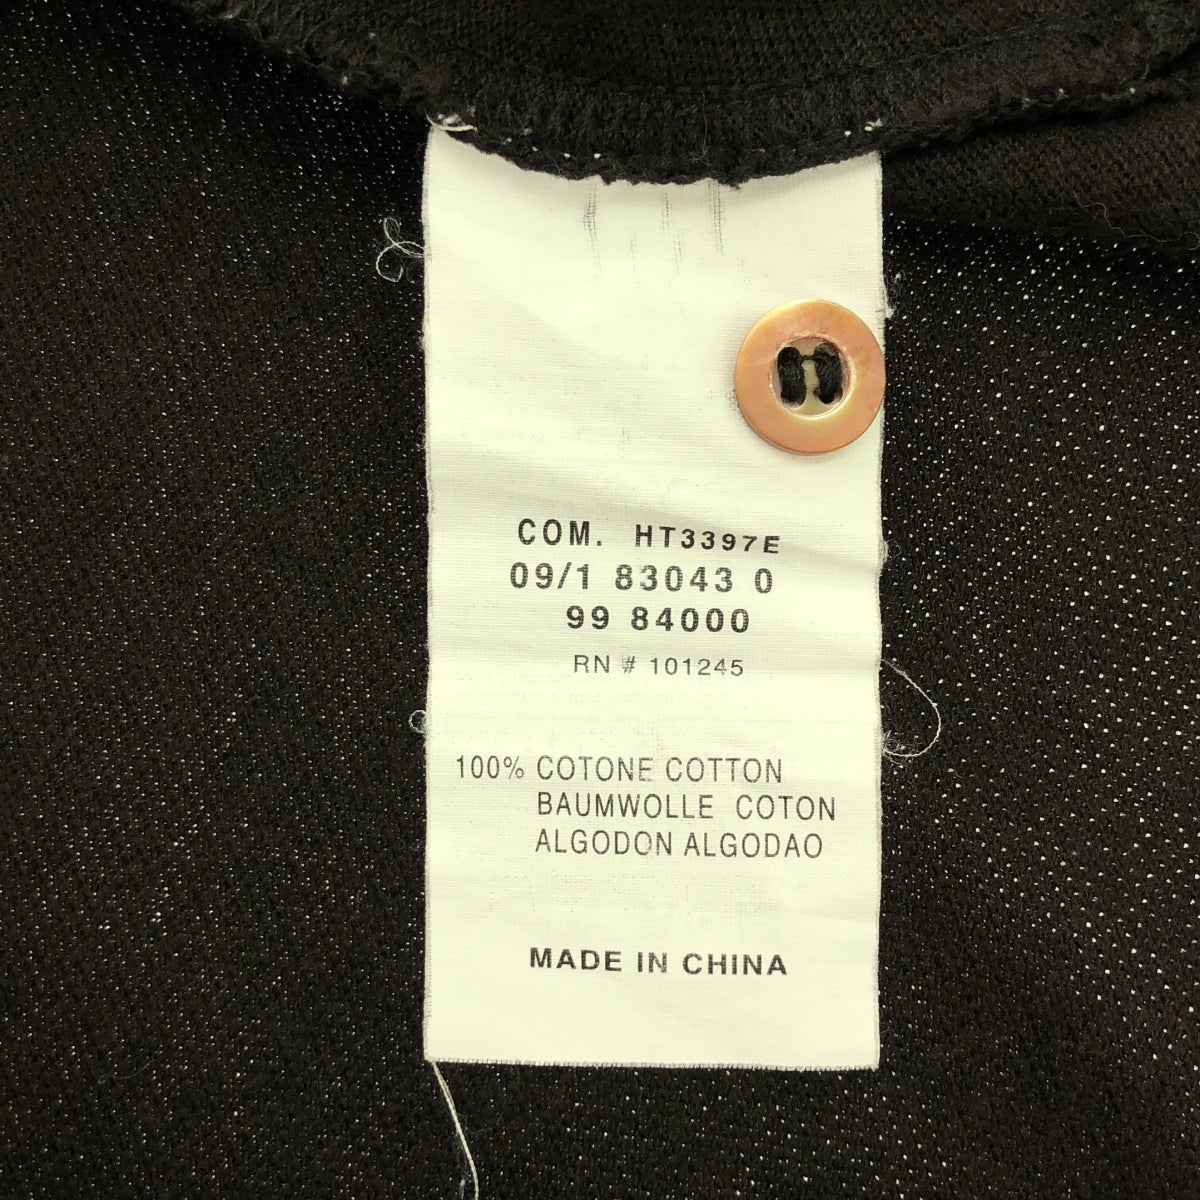 COM. HT3397E
09/1 83043 0
99 84000
RN # 101245
100% COTONE COTTON
BAUMWOLLE COTON
ALGODON ALGODAO
MADE IN CHINA